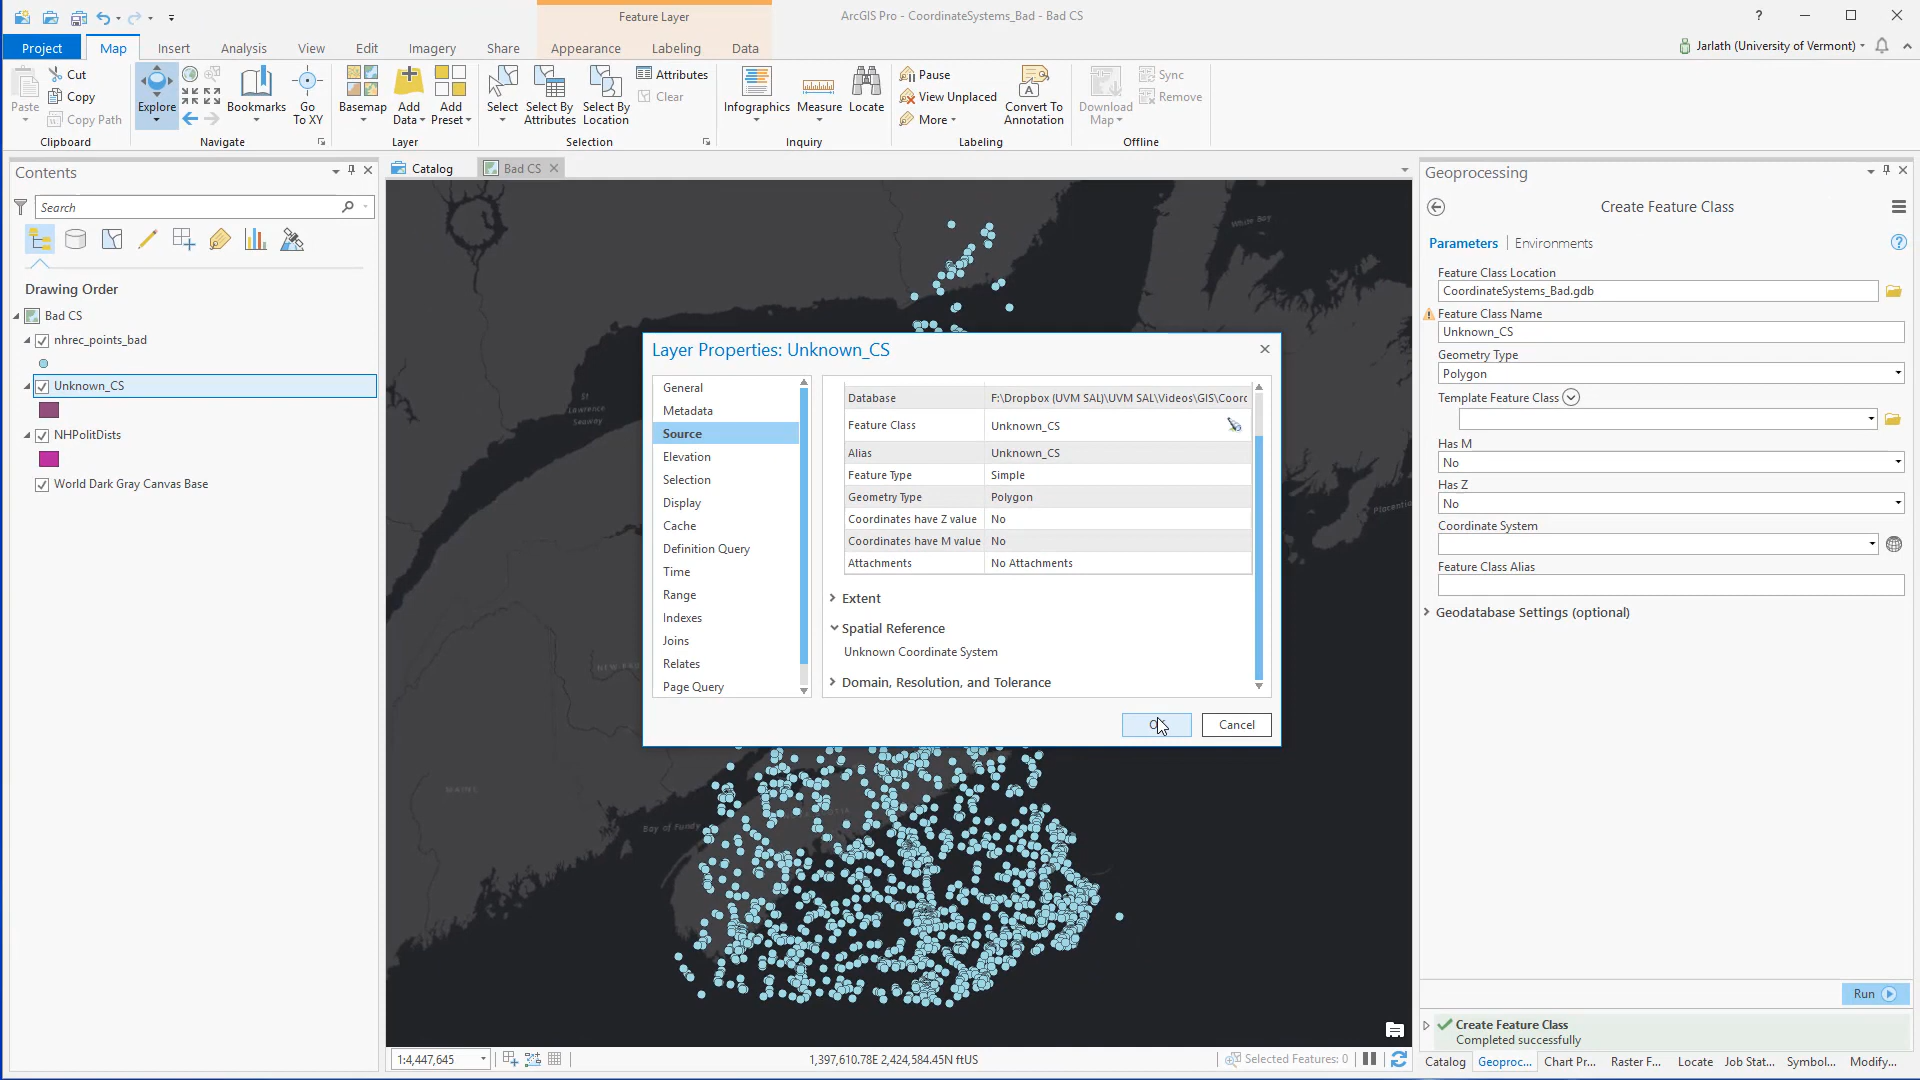 Feature Layer
ArcGIS Pro - CoordinateSystems_Bad - Bad CS
?
Project Map Insert Analysis View Edit Imagery Share Appearance Labeling Data
Jarlath (University of Vermont)
Paste
Cut
Copy
Copy Path
Clipboard
Explore
Bookmarks
Go
To XY
Navigate
Basemap
Add
Data
Add
Preset
Layer
Select
Select By
Attributes
Select By
Location
Attributes
Clear
Selection
Infographics
Measure
Locate
Inquiry
Pause
View Unplaced
More
Convert To
Annotation
Labeling
Download
Map
Sync
Remove
Offline
Contents
Search
Drawing Order
Bad CS
nhrec_points_bad
Unknown_CS
NHPolitDists
World Dark Gray Canvas Base
Catalog
Bad CS
White Bay
St
Lawrence
Seaway
MAINE
Bay of Fundy
Layer Properties: Unknown_CS
General
Metadata
Source
Elevation
Selection
Display
Cache
Definition Query
Time
Range
Indexes
Joins
Relates
Page Query
Database F:\Dropbox (UVM SAL)\UVM SAL\Videos\GIS\Coorc
Feature Class Unknown_CS
Alias Unknown_CS
Feature Type Simple
Geometry Type Polygon
Coordinates have Z value No
Coordinates have M value No
Attachments No Attachments
Extent
Spatial Reference
Unknown Coordinate System
Domain, Resolution, and Tolerance
Cancel
1:4,447,645
1,397,610.78E 2,424,584.45N ftUS
Selected Features: 0
Geoprocessing
Create Feature Class
Parameters Environments
?
Feature Class Location
CoordinateSystems_Bad.gdb
Feature Class Name
Unknown_CS
Geometry Type
Polygon
Template Feature Class
Has M
No
Has Z
No
Coordinate System
Feature Class Alias
Geodatabase Settings (optional)
Run
Create Feature Class
Completed successfully
Catalog Geoproc... Chart Pr... Raster F... Locate Job Stat... Symbol... Modify...